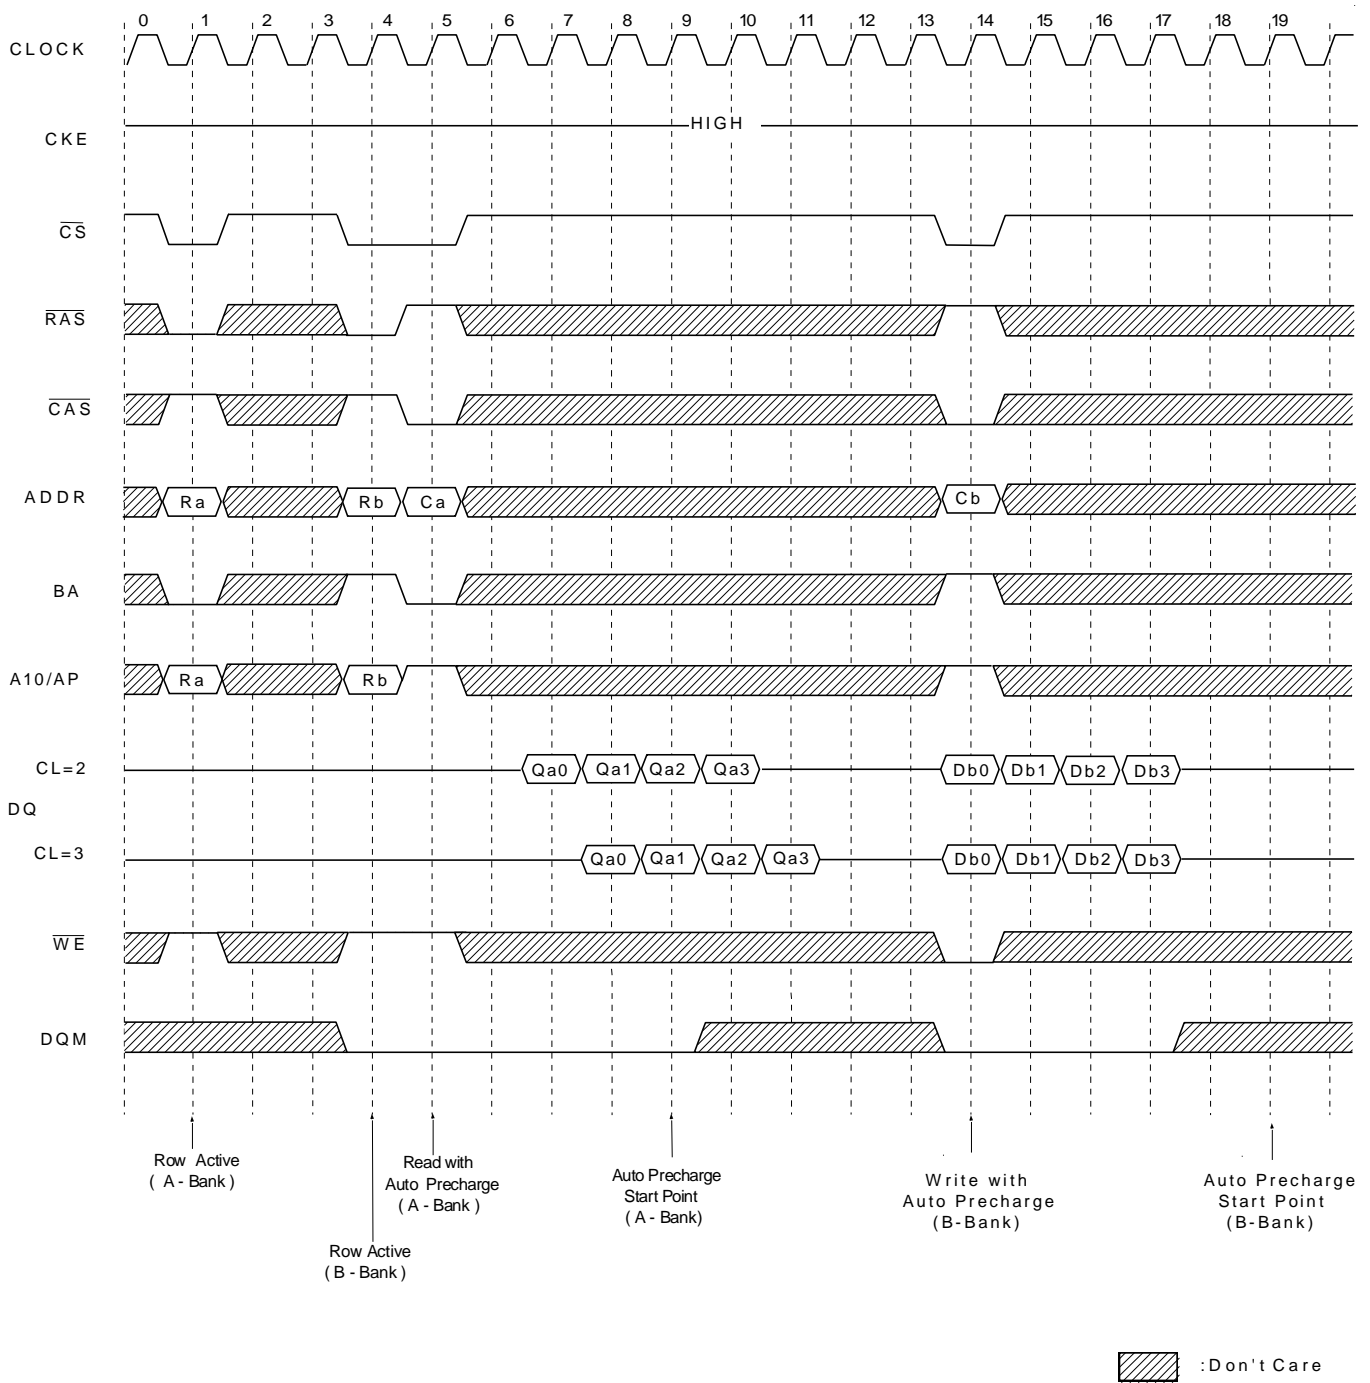 0 1 2 3 4 5 6 7 8 9 10 11 12 13 14 15 16 17 18 19
CLOCK
CKE
HIGH
CS
RAS
CAS
ADDR
Ra Rb Ca Cb
BA
A10/AP
Ra Rb
CL=2
Qa0 Qa1 Qa2 Qa3 Db0 Db1 Db2 Db3
DQ
CL=3
Qa0 Qa1 Qa2 Qa3 Db0 Db1 Db2 Db3
WE
DQM
Row Active
( A - Bank )
Row Active
( B - Bank )
Read with
Auto Precharge
( A - Bank )
Auto Precharge
Start Point
( A - Bank)
Write with
Auto Precharge
(B-Bank)
Auto Precharge
Start Point
(B-Bank)
:Don't Care